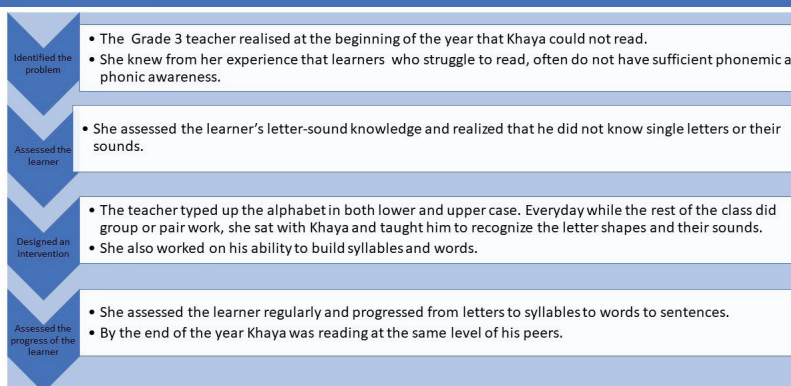 Identified the
problem
• The Grade 3 teacher realised at the beginning of the year that Khaya could not read.
• She knew from her experience that learners who struggle to read, often do not have sufficient phonemic a
phonic awareness.
Assessed the
learner
• She assessed the learner's letter-sound knowledge and realized that he did not know single letters or their
sounds.
Designed an
intervention
• The teacher typed up the alphabet in both lower and upper case. Everyday while the rest of the class did
group or pair work, she sat with Khaya and taught him to recognize the letter shapes and their sounds.
• She also worked on his ability to build syllables and words.
Assessed the
progress of the
learner
• She assessed the learner regularly and progressed from letters to syllables to words to sentences.
• By the end of the year Khaya was reading at the same level of his peers.